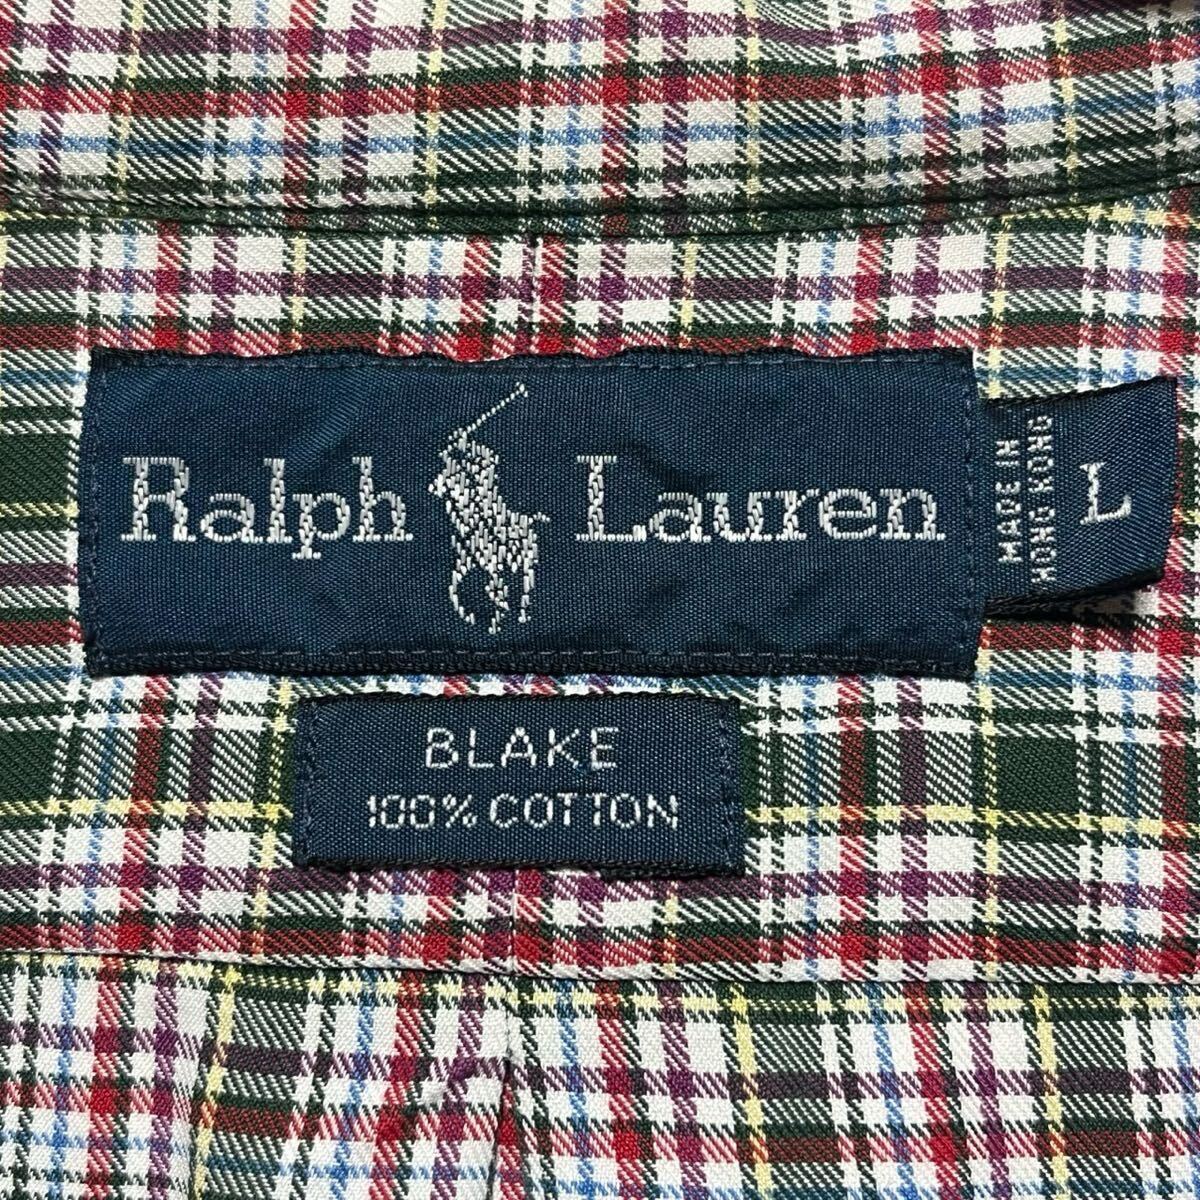 Ralph Lauren
MADE IN
HONG KONG
L
BLAKE
100% COTTON